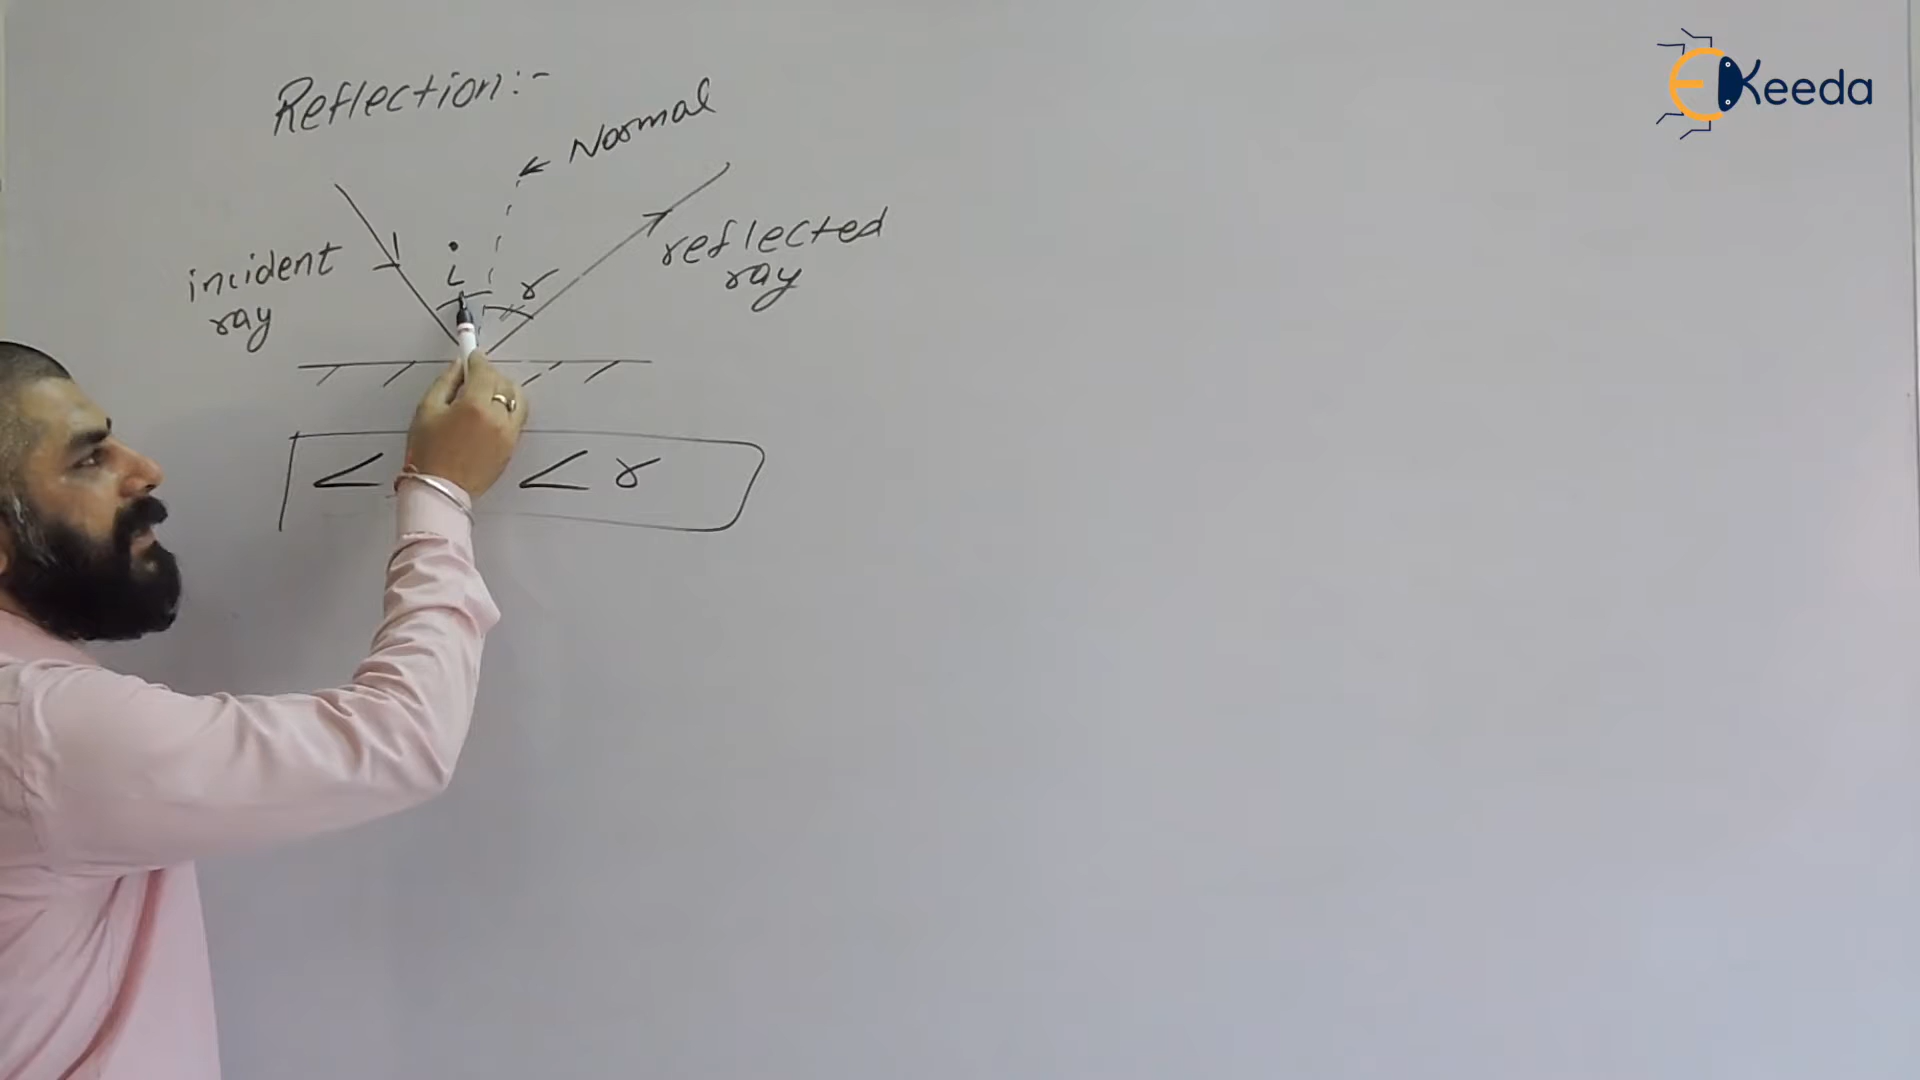 Reflection:-
Normal
incident
ray
i
r
reflected
ray
∠ ∠ r
EKeeda